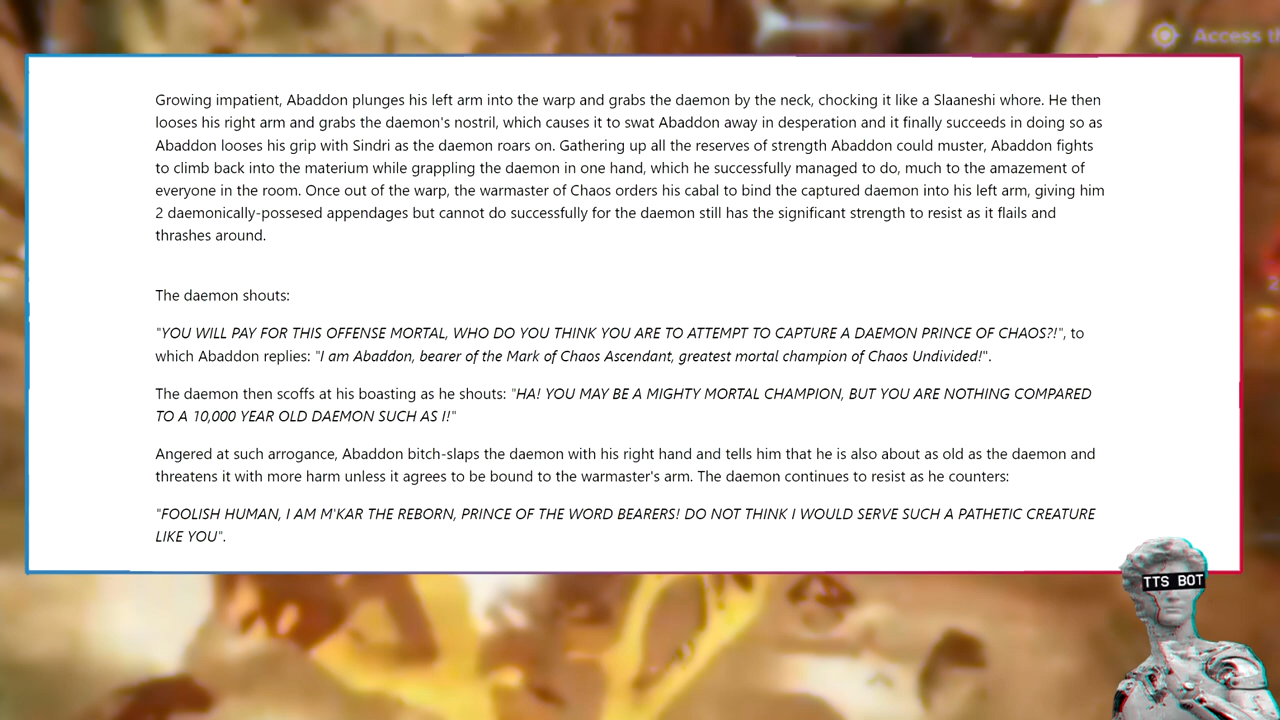 Access th
Growing impatient, Abaddon plunges his left arm into the warp and grabs the daemon by the neck, chocking it like a Slaaneshi whore. He then
looses his right arm and grabs the daemon's nostril, which causes it to swat Abaddon away in desperation and it finally succeeds in doing so as
Abaddon looses his grip with Sindri as the daemon roars on. Gathering up all the reserves of strength Abaddon could muster, Abaddon fights
to climb back into the materium while grappling the daemon in one hand, which he successfully managed to do, much to the amazement of
everyone in the room. Once out of the warp, the warmaster of Chaos orders his cabal to bind the captured daemon into his left arm, giving him
2 daemonically-possesed appendages but cannot do successfully for the daemon still has the significant strength to resist as it flails and
thrashes around.
The daemon shouts:
"YOU WILL PAY FOR THIS OFFENSE MORTAL, WHO DO YOU THINK YOU ARE TO ATTEMPT TO CAPTURE A DAEMON PRINCE OF CHAOS?!", to
which Abaddon replies: "I am Abaddon, bearer of the Mark of Chaos Ascendant, greatest mortal champion of Chaos Undivided!".
The daemon then scoffs at his boasting as he shouts: "HA! YOU MAY BE A MIGHTY MORTAL CHAMPION, BUT YOU ARE NOTHING COMPARED
TO A 10,000 YEAR OLD DAEMON SUCH AS I!"
Angered at such arrogance, Abaddon bitch-slaps the daemon with his right hand and tells him that he is also about as old as the daemon and
threatens it with more harm unless it agrees to be bound to the warmaster's arm. The daemon continues to resist as he counters:
"FOOLISH HUMAN, I AM M'KAR THE REBORN, PRINCE OF THE WORD BEARERS! DO NOT THINK I WOULD SERVE SUCH A PATHETIC CREATURE
LIKE YOU".
TTS BOT